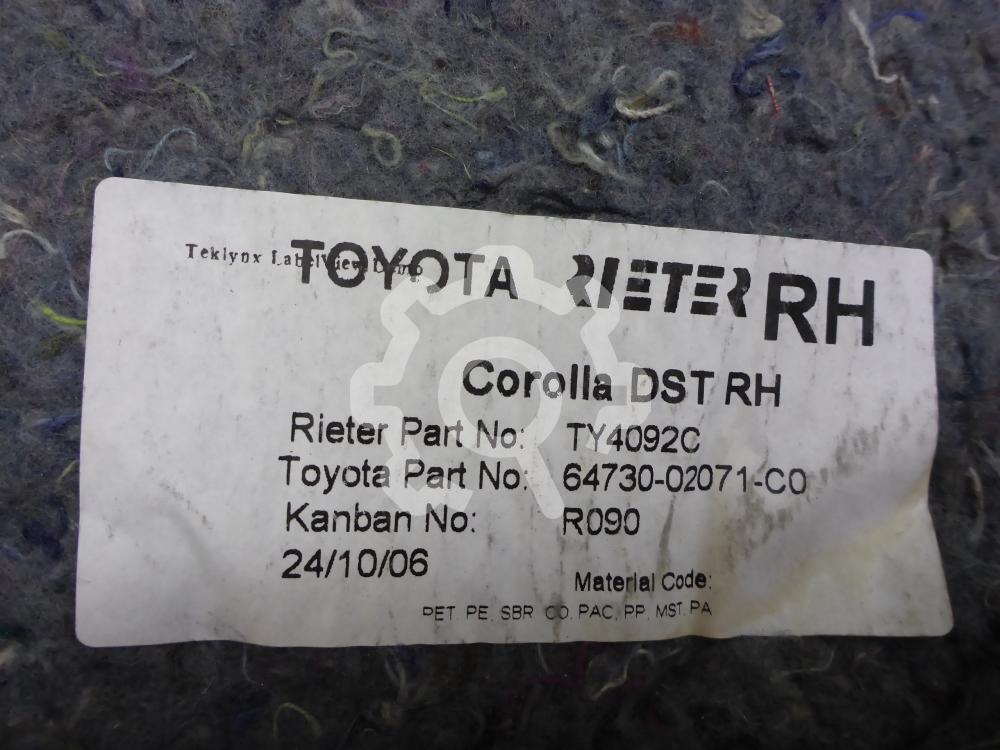 Teklynx LabelView Demo
TOYOTA RIETER RH
Corolla DST RH
Rieter Part No: TY4092C
Toyota Part No: 64730-02071-C0
Kanban No: R090
24/10/06
Material Code:
PET, PE, SBR, CO, PAC, PP, MST, PA